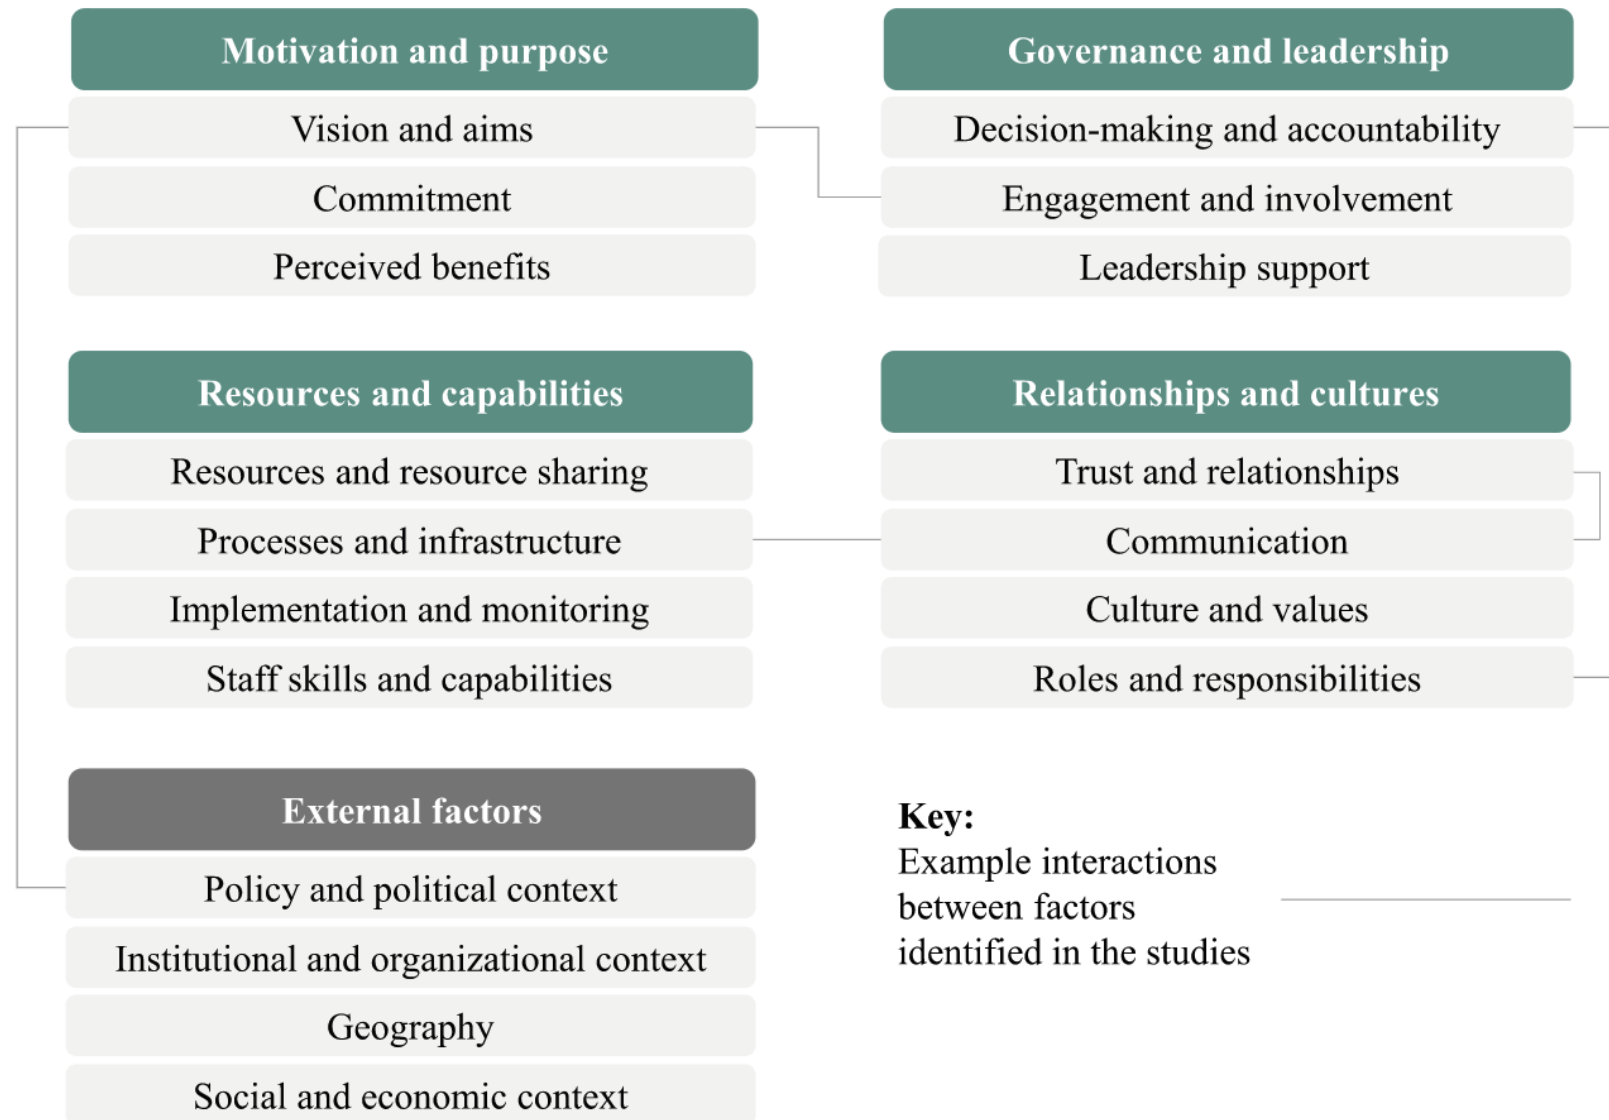 Motivation and purpose
Vision and aims
Commitment
Perceived benefits
Governance and leadership
Decision-making and accountability
Engagement and involvement
Leadership support
Resources and capabilities
Resources and resource sharing
Processes and infrastructure
Implementation and monitoring
Staff skills and capabilities
Relationships and cultures
Trust and relationships
Communication
Culture and values
Roles and responsibilities
External factors
Policy and political context
Institutional and organizational context
Geography
Social and economic context
Key:
Example interactions
between factors
identified in the studies